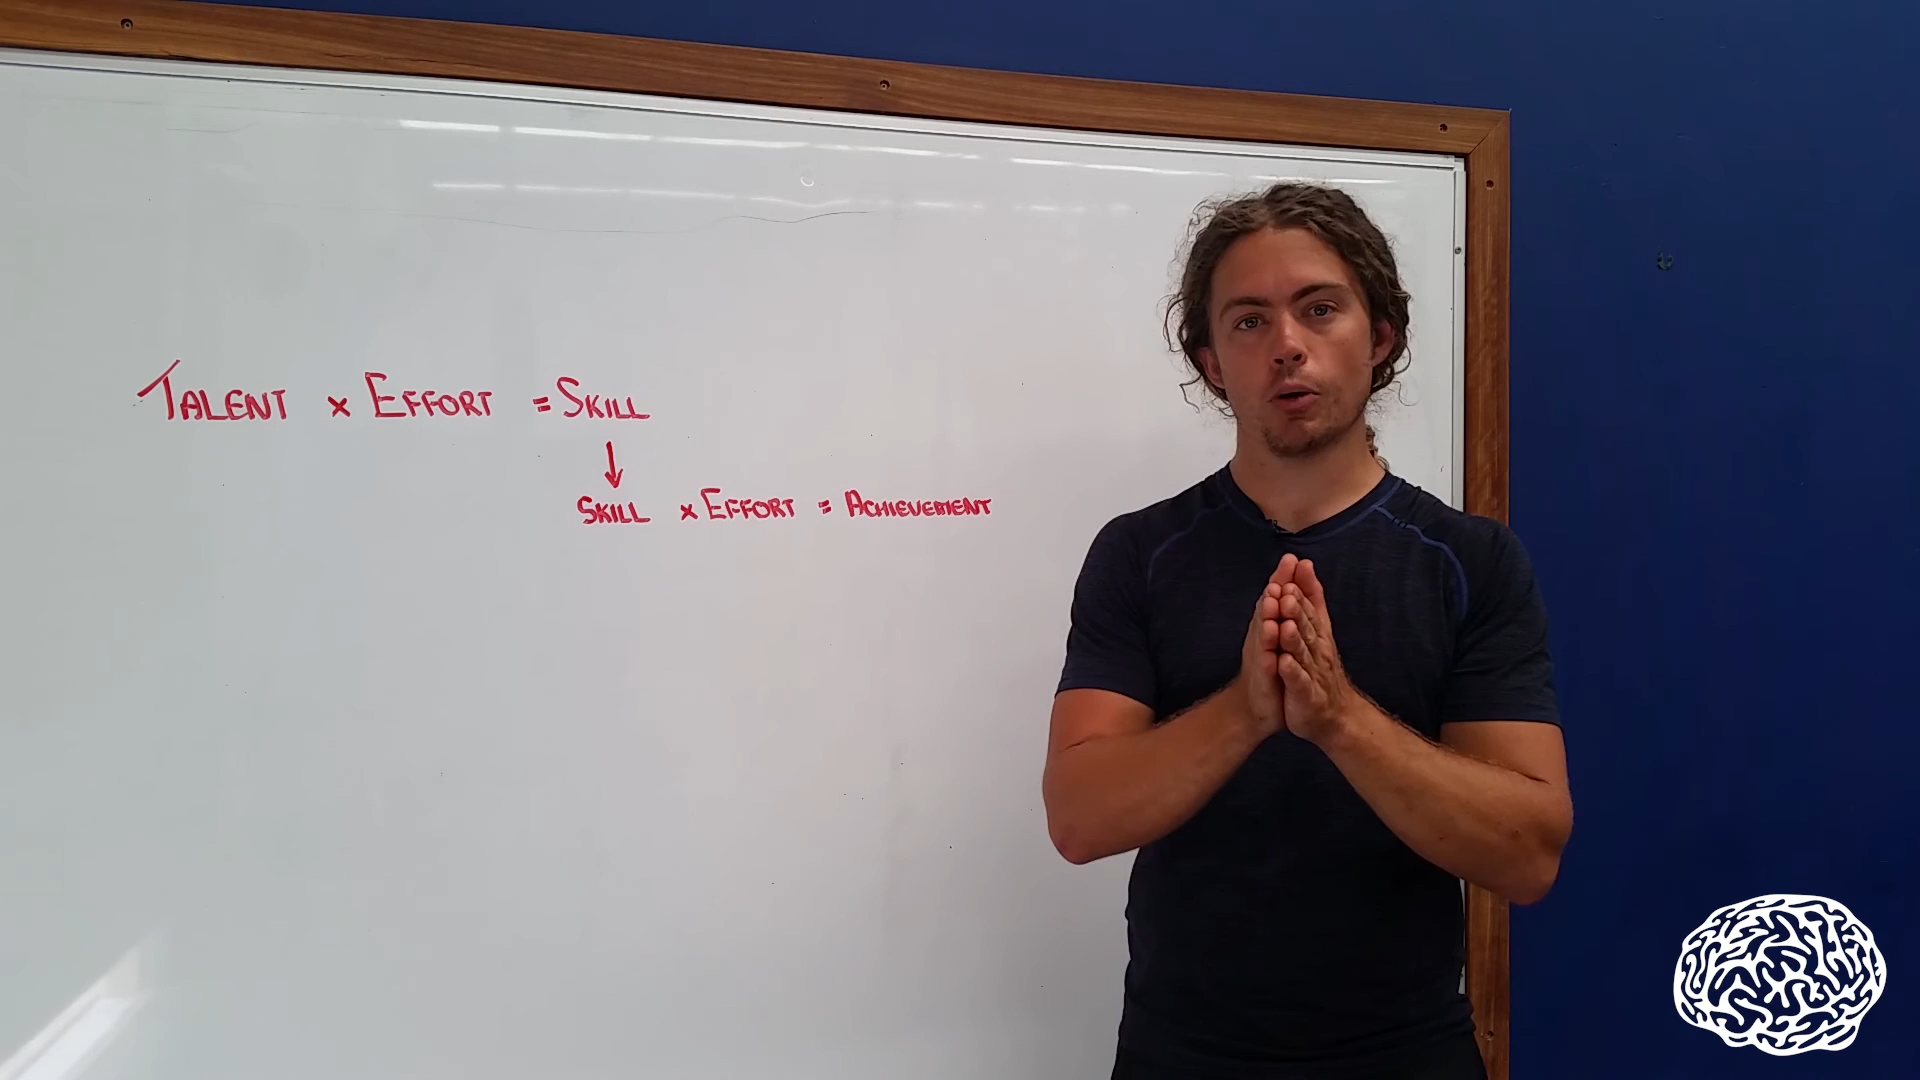 TALENT × EFFORT = SKILL
↓
SKILL × EFFORT = ACHIEVEMENT